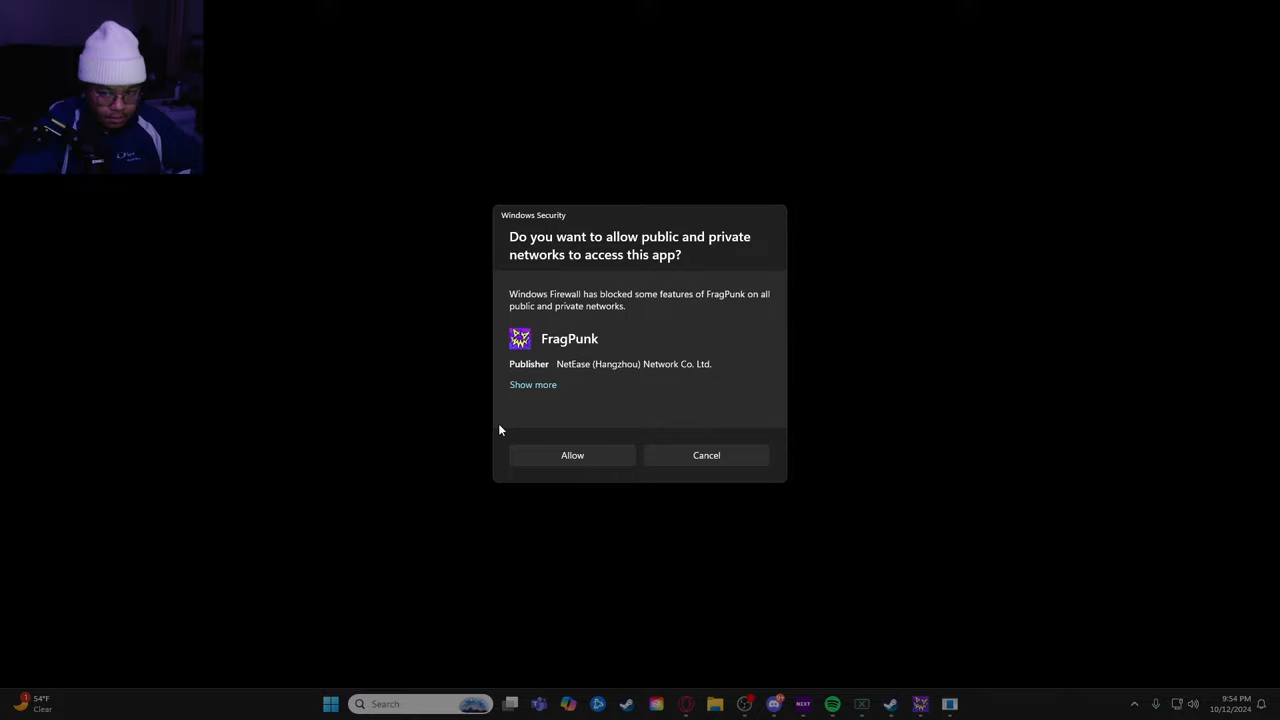 Windows Security
Do you want to allow public and private
networks to access this app?
Windows Firewall has blocked some features of FragPunk on all
public and private networks.
FragPunk
Publisher NetEase (Hangzhou) Network Co. Ltd.
Show more
Allow Cancel
1
54°F
Clear
Search
NEXT
9:54 PM
10/12/2024